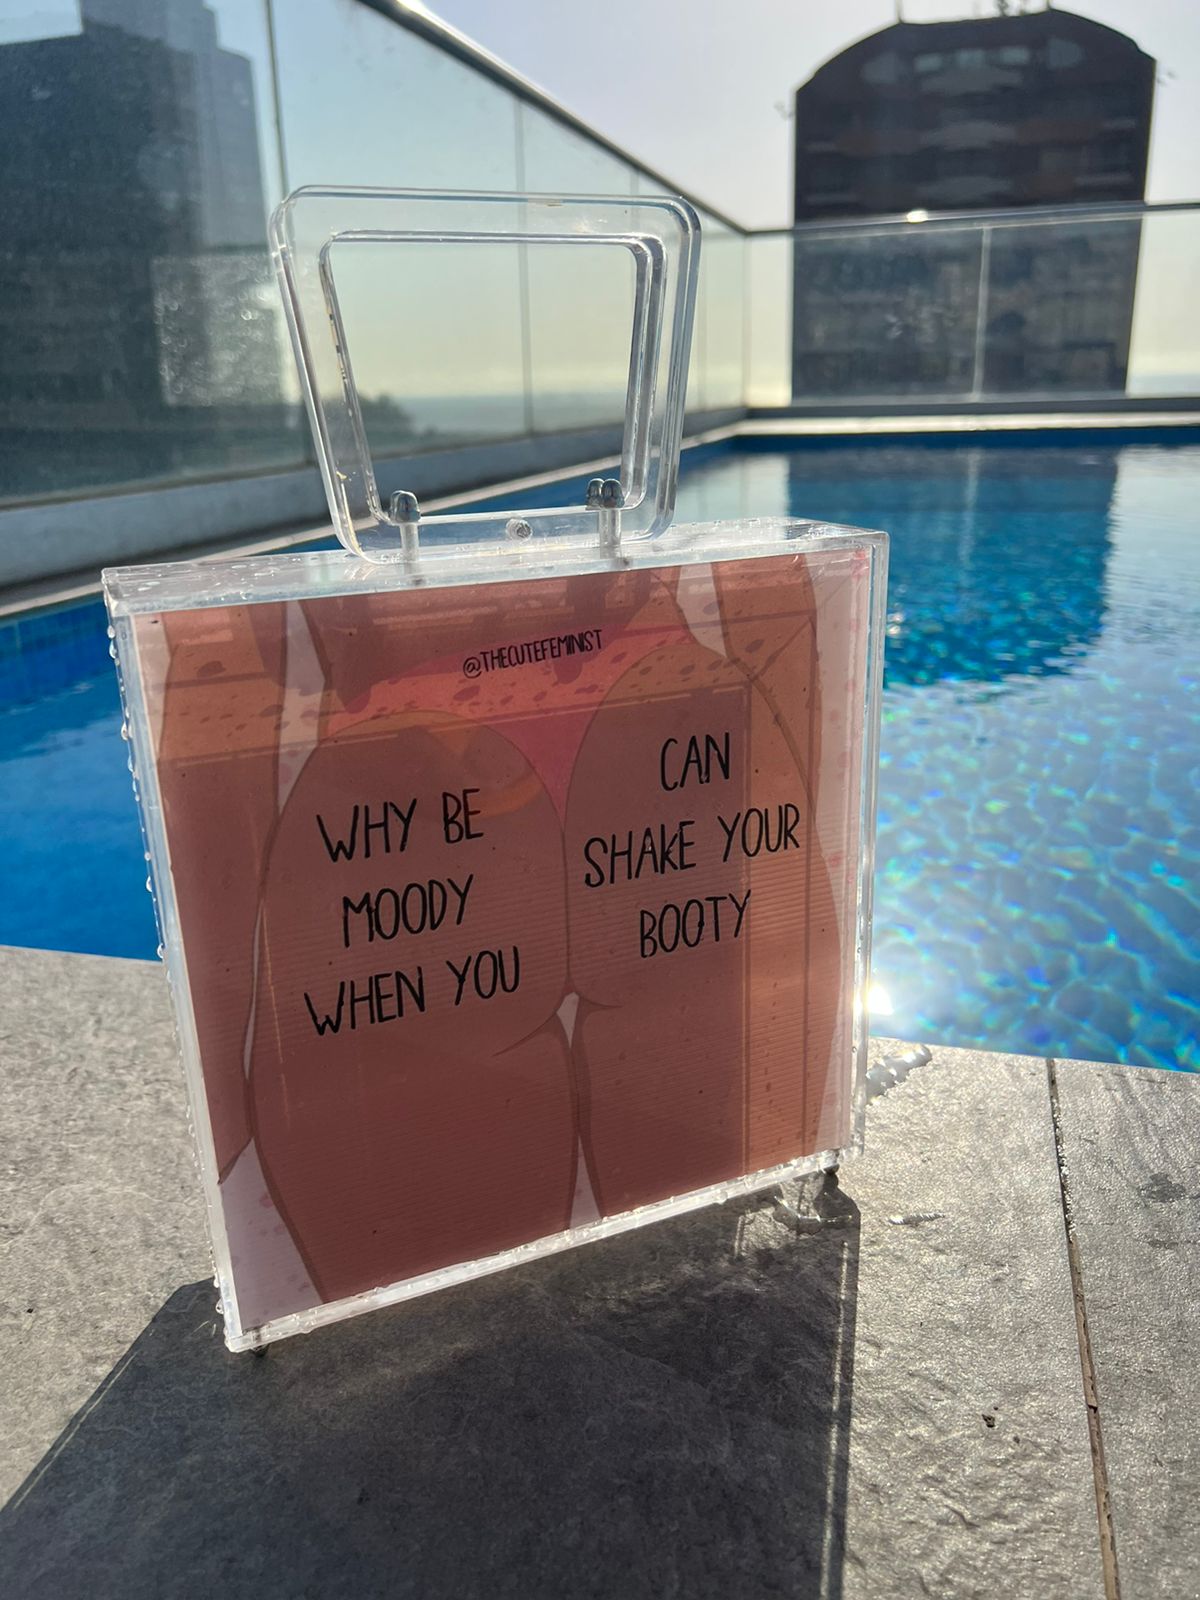 @THECUTEFEMINIST
WHY BE
MOODY
WHEN YOU
CAN
SHAKE YOUR
BOOTY